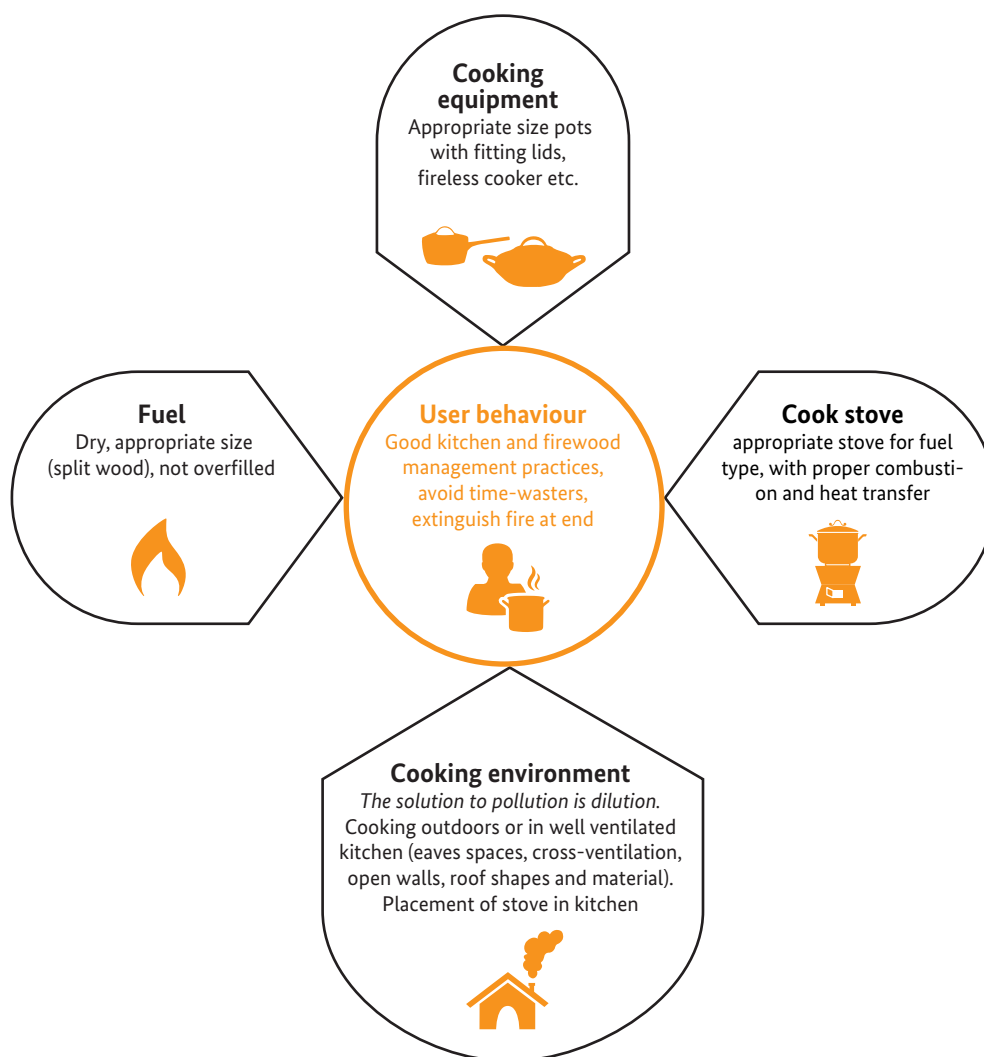 Cooking
equipment
Appropriate size pots
with fitting lids,
fireless cooker etc.
Fuel
Dry, appropriate size
(split wood), not overfilled
User behaviour
Good kitchen and firewood
management practices,
avoid time-wasters,
extinguish fire at end
Cook stove
appropriate stove for fuel
type, with proper combusti-
on and heat transfer
Cooking environment
The solution to pollution is dilution.
Cooking outdoors or in well ventilated
kitchen (eaves spaces, cross-ventilation,
open walls, roof shapes and material).
Placement of stove in kitchen